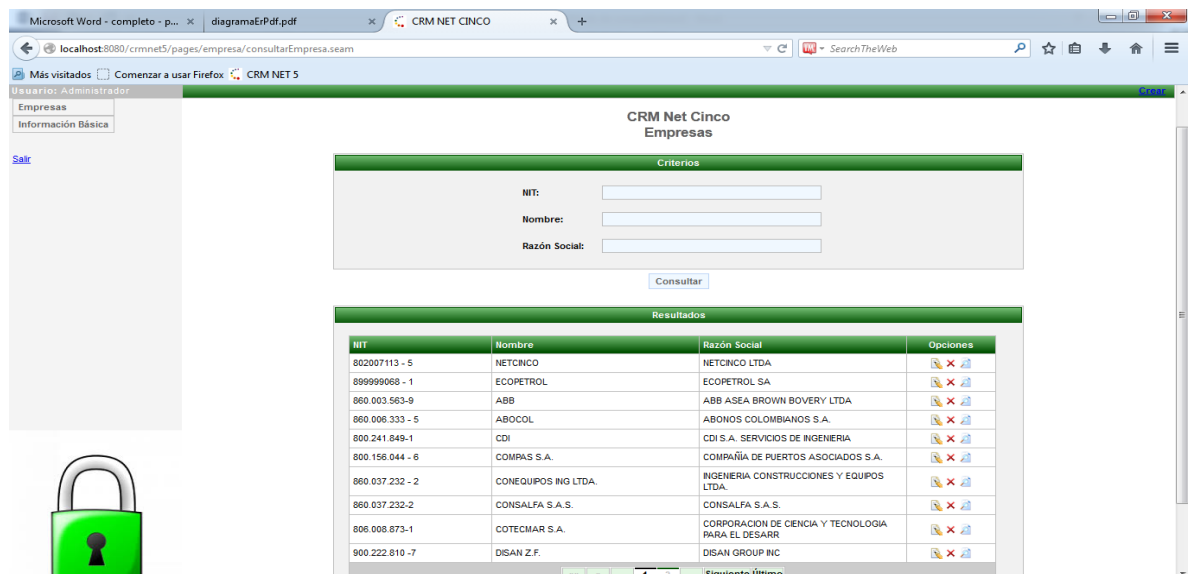 Microsoft Word - completo - p... diagramaErPdf.pdf CRM NET CINCO
localhost:8080/crmnet5/pages/empresa/consultarEmpresa.seam SearchTheWeb
Más visitados Comenzar a usar Firefox CRM NET 5
Usuario: Administrador Crear
Empresas
Información Básica
Salir
CRM Net Cinco
Empresas
Criterios
NIT:
Nombre:
Razón Social:
Consultar
Resultados
NIT Nombre Razón Social Opciones
802007113 - 5 NETCINCO NETCINCO LTDA
899999068 - 1 ECOPETROL ECOPETROL SA
860.003.563-9 ABB ABB ASEA BROWN BOVERY LTDA
860.006.333 - 5 ABOCOL ABONOS COLOMBIANOS S.A.
800.241.849-1 CDI CDI S.A. SERVICIOS DE INGENIERIA
800.156.044 - 6 COMPAS S.A. COMPAÑÍA DE PUERTOS ASOCIADOS S.A.
860.037.232 - 2 CONEQUIPOS ING LTDA. INGENIERIA CONSTRUCCIONES Y EQUIPOS
LTDA.
860.037.232-2 CONSALFA S.A.S. CONSALFA S.A.S.
806.008.873-1 COTECMAR S.A. CORPORACION DE CIENCIA Y TECNOLOGIA
PARA EL DESARR
900.222.810 -7 DISAN Z.F. DISAN GROUP INC
1 2 Siguiente Último